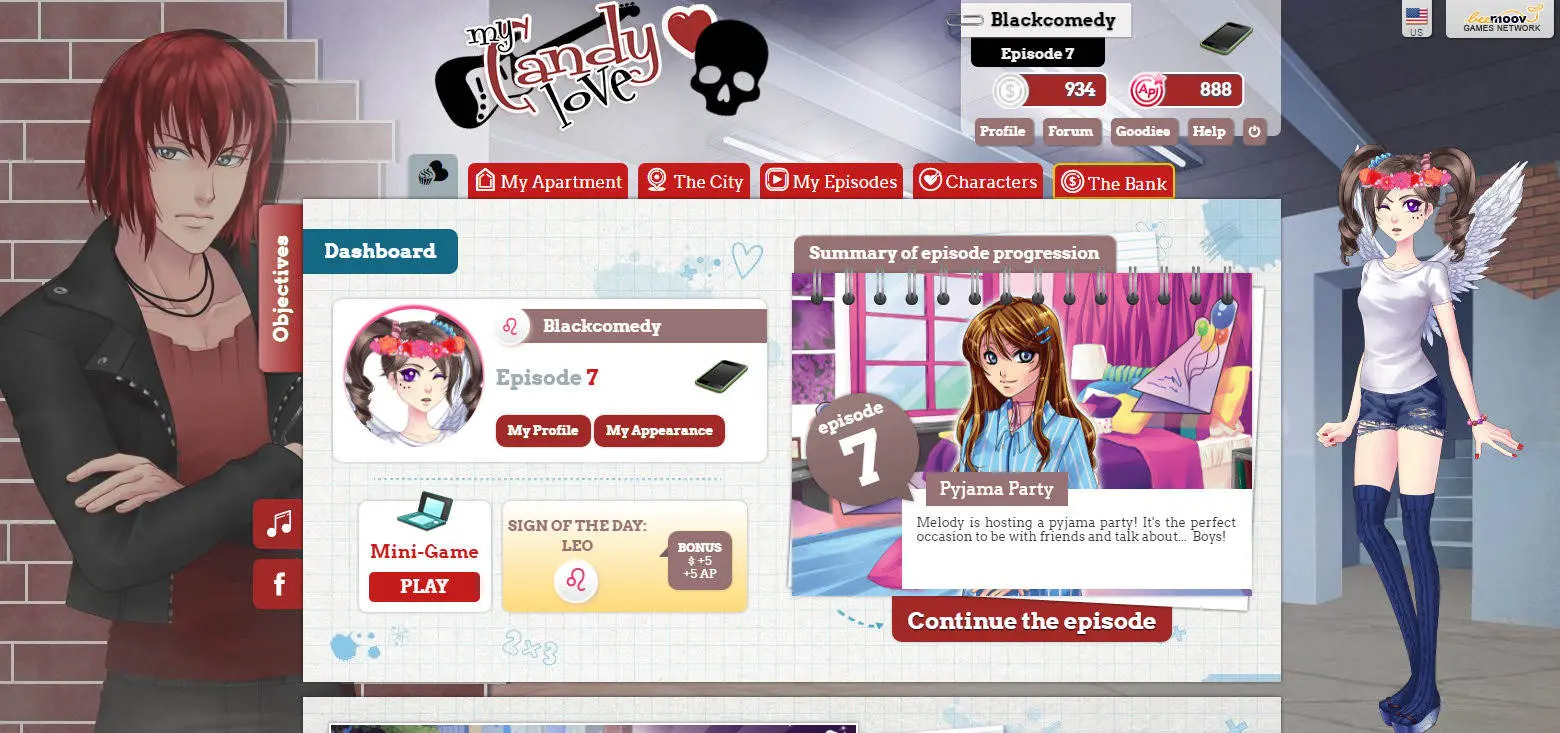 my
Candy
love
Blackcomedy
Episode 7
$ 934
Ap 888
Profile Forum Goodies Help
US
beemoov
GAMES NETWORK
My Apartment
The City
My Episodes
Characters
The Bank
Objectives
Dashboard
Blackcomedy
Episode 7
My Profile
My Appearance
Mini-Game
PLAY
SIGN OF THE DAY:
LEO
BONUS
$ +5
+5 AP
2x3
Summary of episode progression
episode
7
Pyjama Party
Melody is hosting a pyjama party! It's the perfect
occasion to be with friends and talk about... Boys!
Continue the episode
f